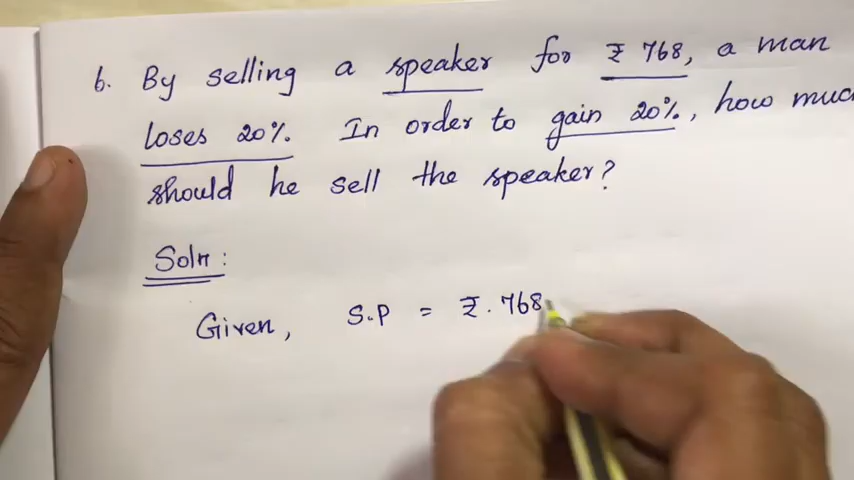 6. By selling a speaker for ₹ 768, a man
loses 20%. In order to gain 20%, how much
should he sell the speaker?
Soln:
Given, S.P = ₹. 768